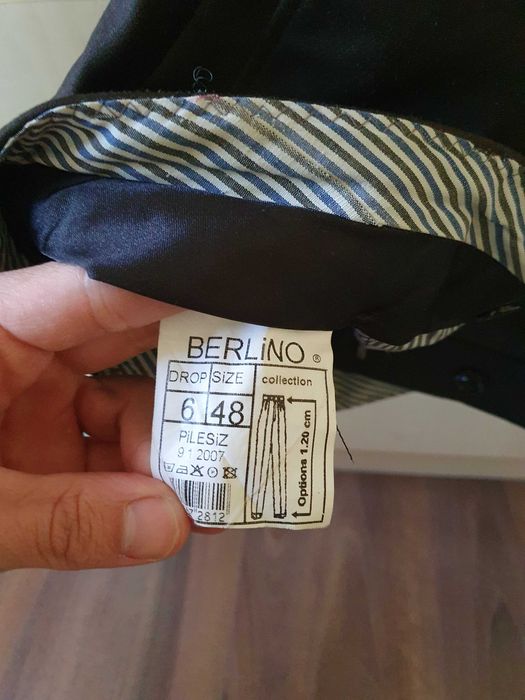 BERLiNO ®
DROP SiZE
6 48
PiLESiZ
9 1 2007
collection
Options 1.20 cm
2812